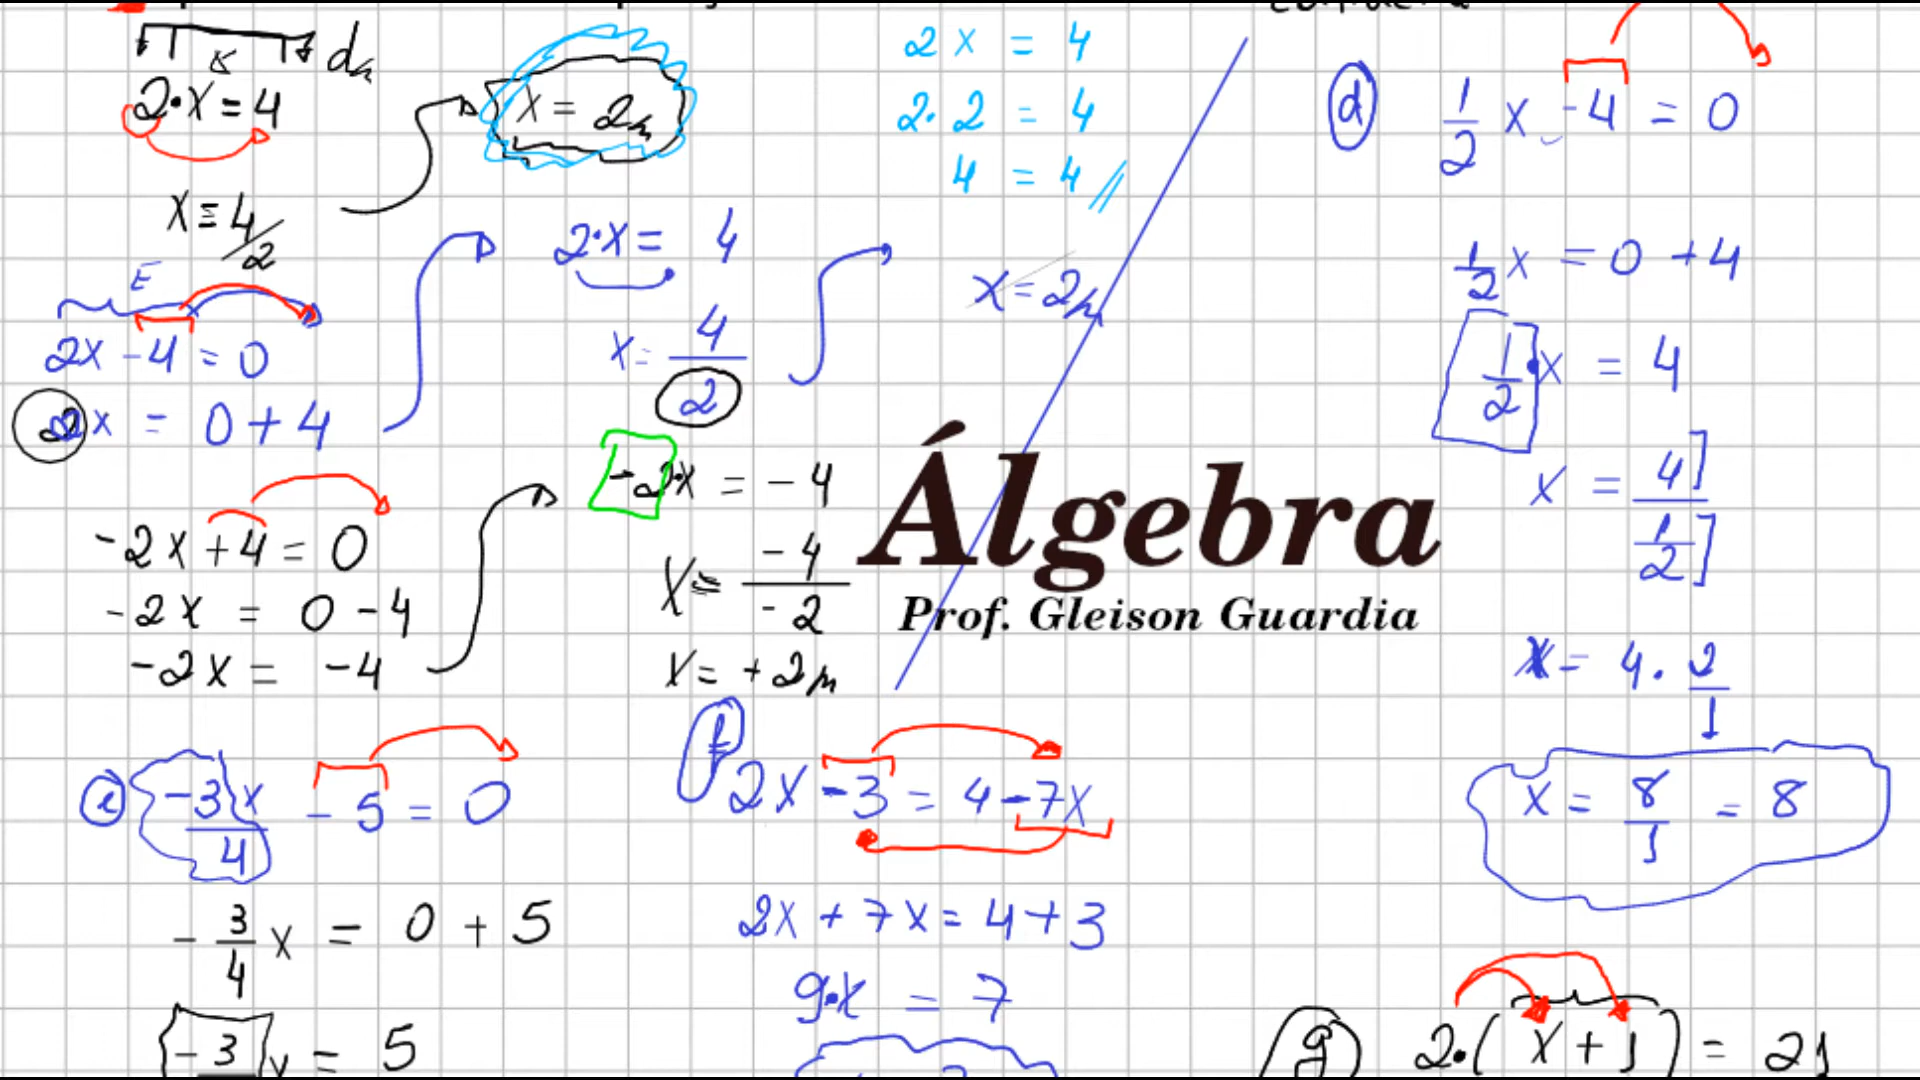 2·x = 4
x = 4/2
x = 2
2x = 4
2·2 = 4
4 = 4 //
E
2x - 4 = 0
2x = 0 + 4
2·x = 4
x = 4/2
x = 2
-2x + 4 = 0
-2x = 0 - 4
-2x = -4
-2·x = -4
x = -4/-2
x = +2
Álgebra
Prof. Gleison Guardia
d
1/2 x - 4 = 0
1/2 x = 0 + 4
1/2·x = 4
x = 4/(1/2)
x = 4·2/1
x = 8/1 = 8
-3x/4 - 5 = 0
-3/4 x = 0 + 5
-3 x = 5
f
2x - 3 = 4 - 7x
2x + 7x = 4 + 3
9·x = 7
g
2·(x + 1) = 21